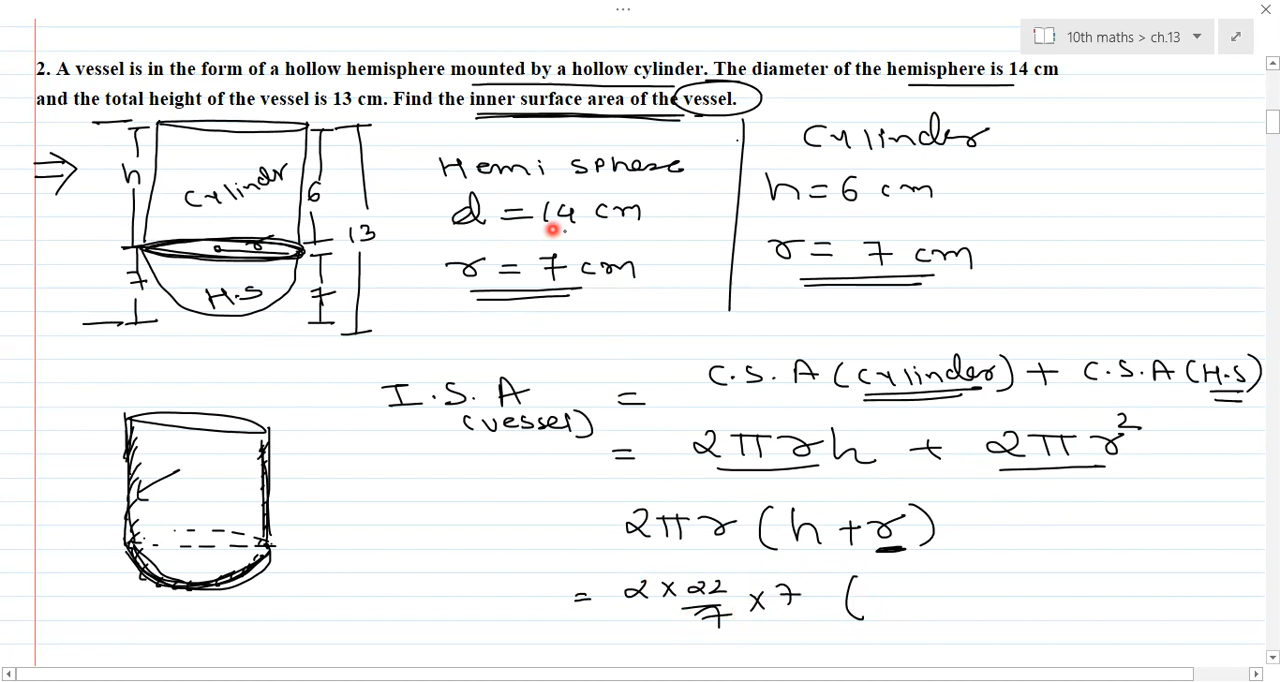 ...
10th maths > ch.13
2. A vessel is in the form of a hollow hemisphere mounted by a hollow cylinder. The diameter of the hemisphere is 14 cm
and the total height of the vessel is 13 cm. Find the inner surface area of the vessel.
⇒
h
Cylinder
6
13
r
7
H.S
7
Hemi sphere
d = 14 cm
r = 7 cm
Cylinder
h = 6 cm
r = 7 cm
I.S.A (vessel) = C.S.A (Cylinder) + C.S.A (H.S)
= 2πrh + 2πr²
2πr (h + r)
= 2 × 22/7 × 7 (